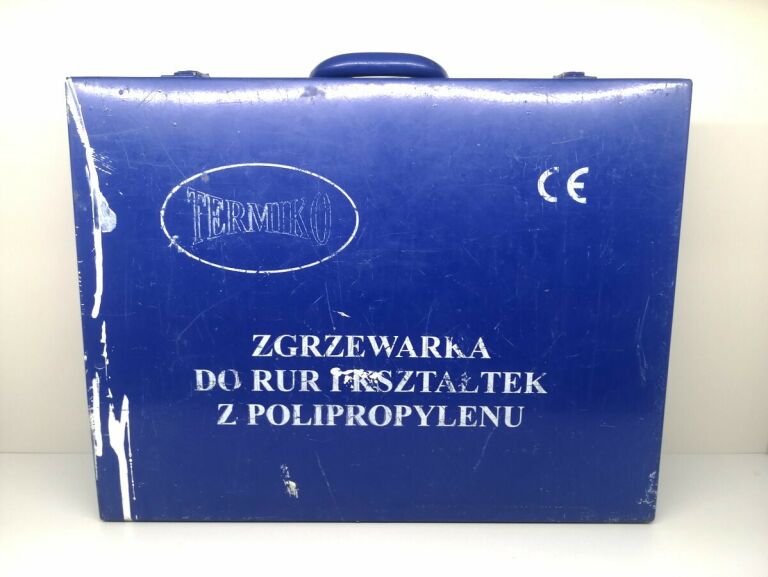 TERMIKO
CE
ZGRZEWARKA
DO RUR I KSZTAŁTEK
Z POLIPROPYLENU